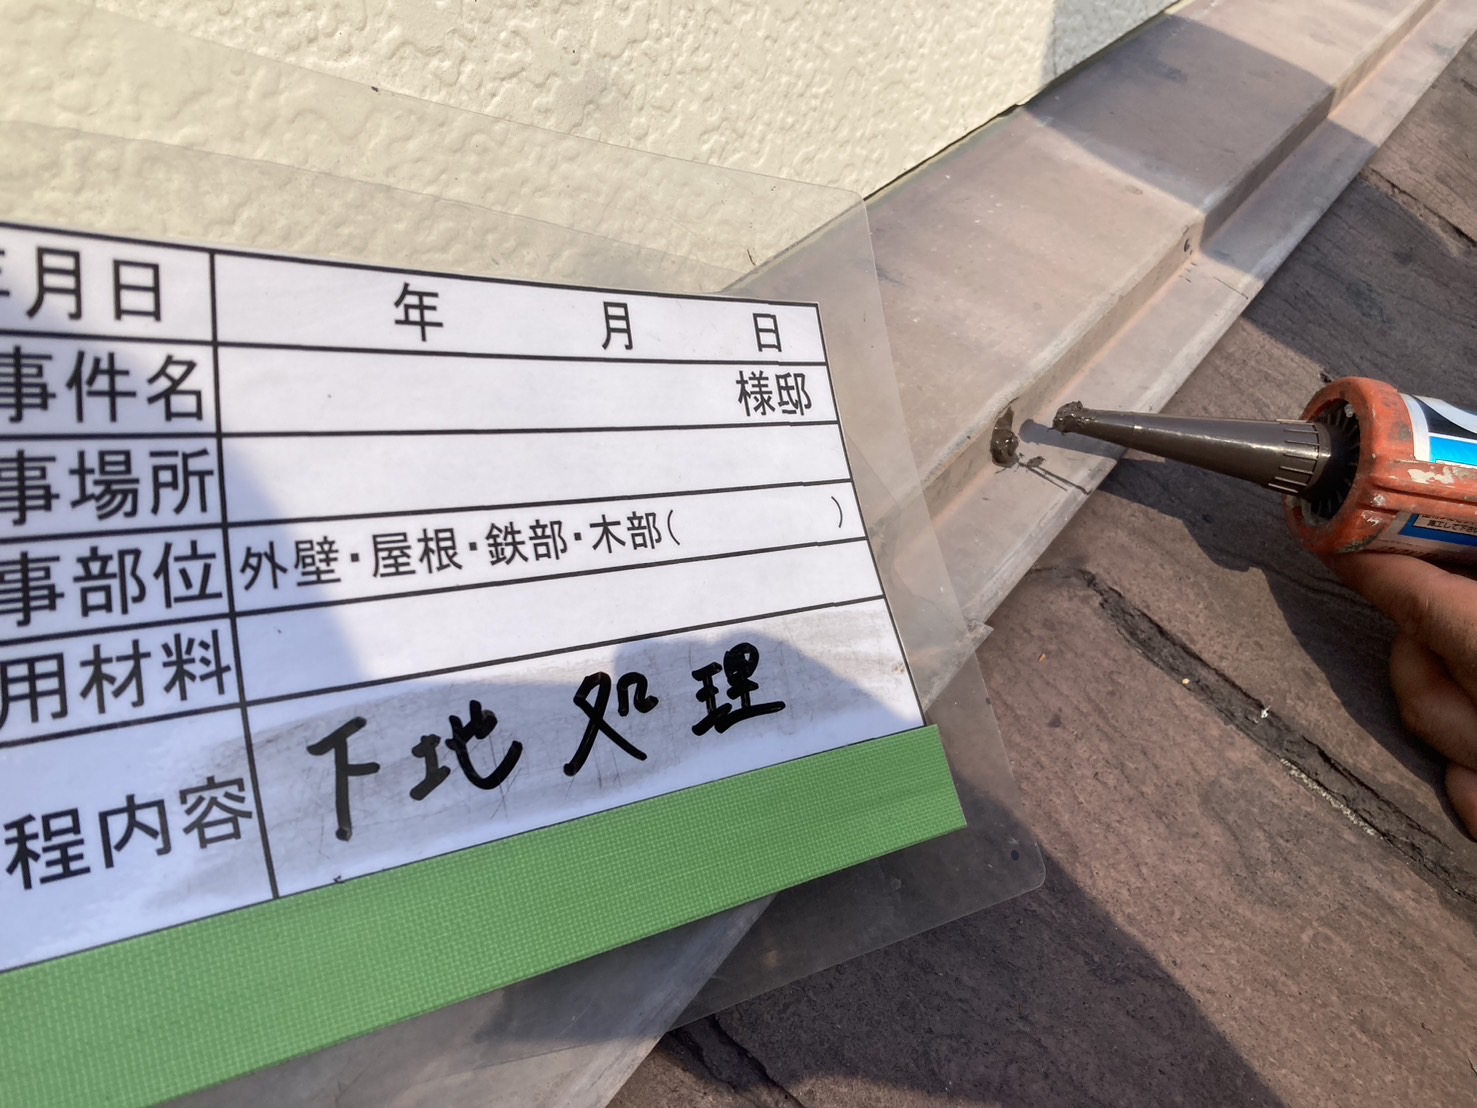 年月日 年 月 日
事件名 様邸
事場所
事部位 外壁・屋根・鉄部・木部( )
用材料
程内容 下地処理